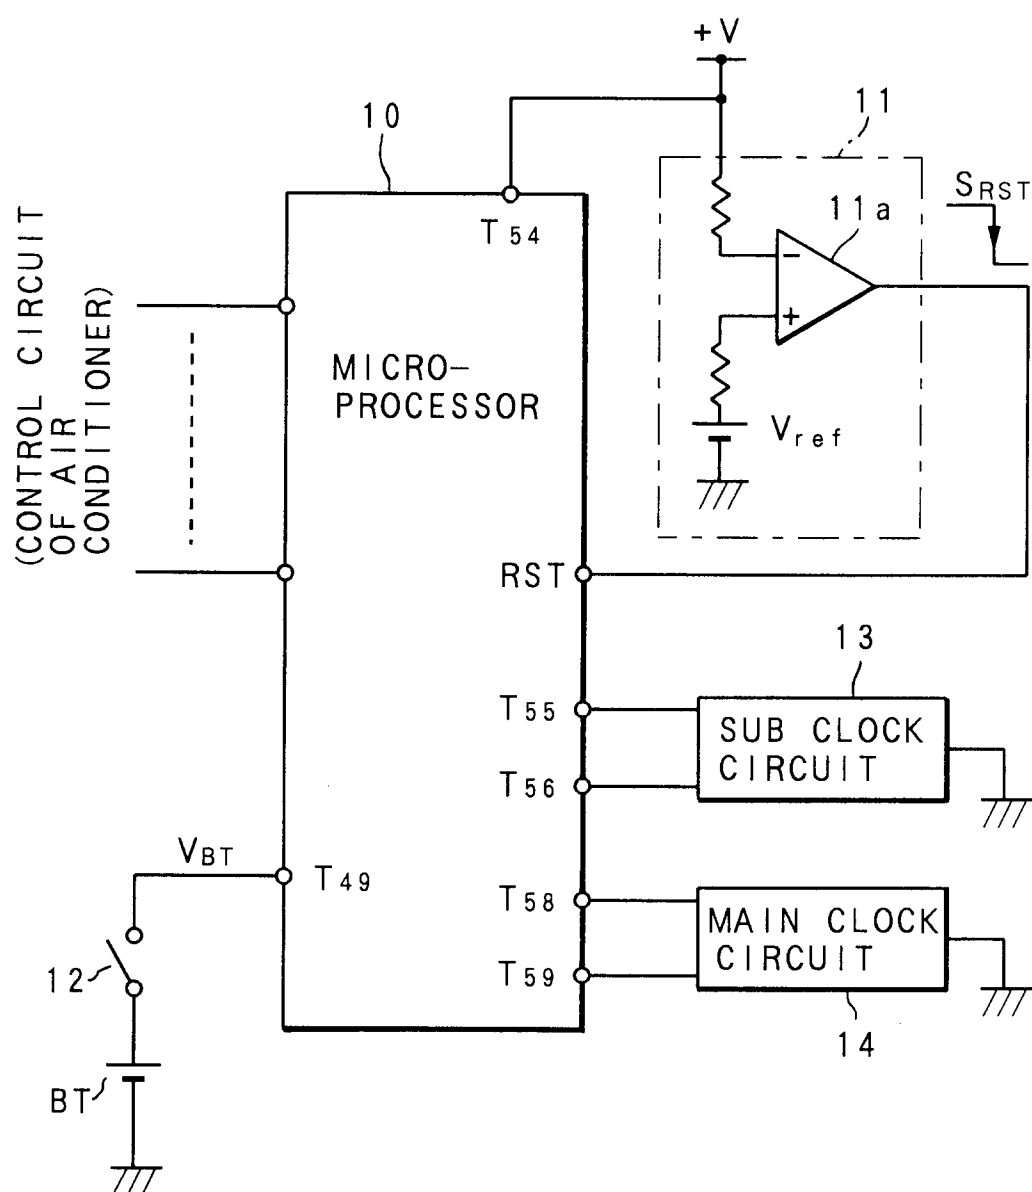 +V
10
11
SRST
11a
T54
−
+
(CONTROL CIRCUIT
OF AIR
CONDITIONER)
MICRO-
PROCESSOR
Vref
RST
13
T55
SUB CLOCK
CIRCUIT
T56
VBT
T49
T58
MAIN CLOCK
CIRCUIT
T59
12
14
BT